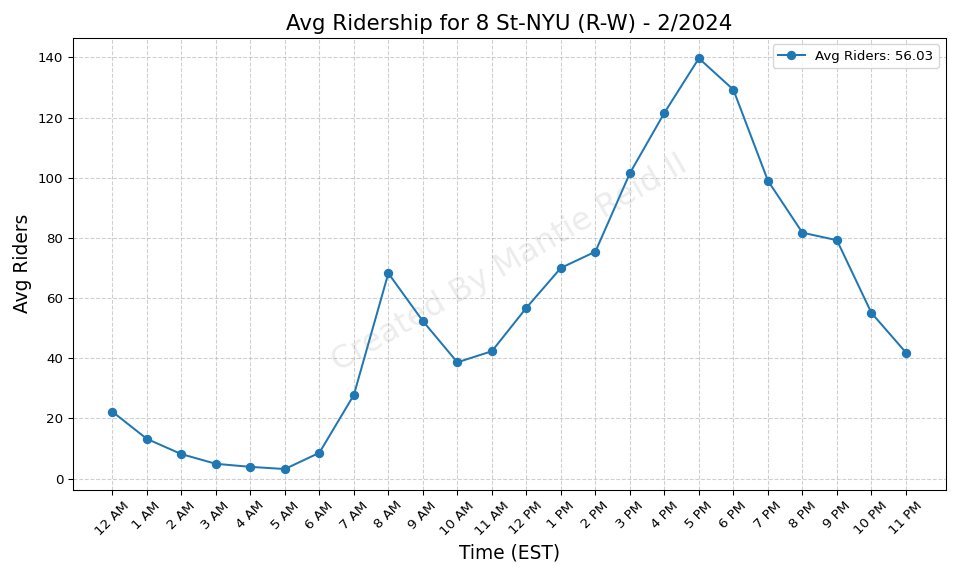 Avg Ridership for 8 St-NYU (R-W) - 2/2024
Avg Riders: 56.03
140
120
100
80
60
40
20
0
Avg Riders
Created By Mantle Reid II
12 AM
1 AM
2 AM
3 AM
4 AM
5 AM
6 AM
7 AM
8 AM
9 AM
10 AM
11 AM
12 PM
1 PM
2 PM
3 PM
4 PM
5 PM
6 PM
7 PM
8 PM
9 PM
10 PM
11 PM
Time (EST)